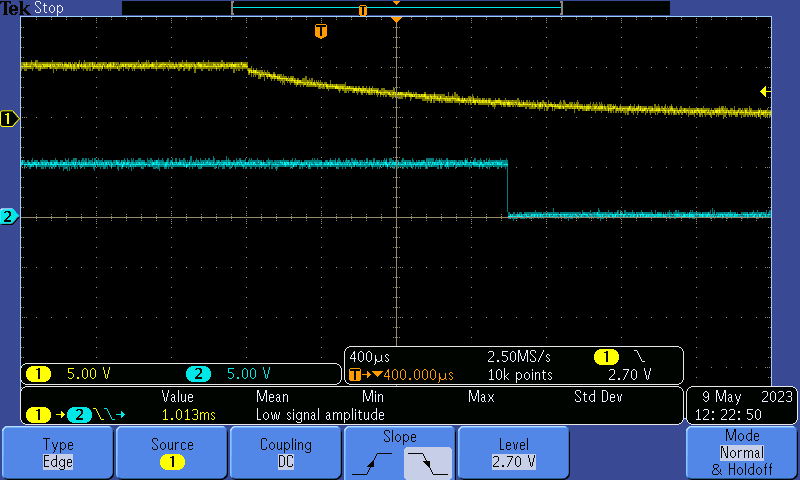 Tek Stop
T
T
1
2
400µs 2.50MS/s 1
1 5.00 V 2 5.00 V T→▼400.000µs 10k points 2.70 V
Value Mean Min Max Std Dev
1 → 2 1.013ms Low signal amplitude
9 May 2023
12:22:50
Type
Edge
Source
1
Coupling
DC
Slope
Level
2.70 V
Mode
Normal
& Holdoff